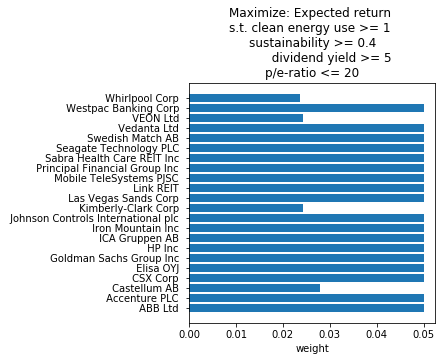 Maximize: Expected return
s.t. clean energy use >= 1
sustainability >= 0.4
dividend yield >= 5
p/e-ratio <= 20
Whirlpool Corp
Westpac Banking Corp
VEON Ltd
Vedanta Ltd
Swedish Match AB
Seagate Technology PLC
Sabra Health Care REIT Inc
Principal Financial Group Inc
Mobile TeleSystems PJSC
Link REIT
Las Vegas Sands Corp
Kimberly-Clark Corp
Johnson Controls International plc
Iron Mountain Inc
ICA Gruppen AB
HP Inc
Goldman Sachs Group Inc
Elisa OYJ
CSX Corp
Castellum AB
Accenture PLC
ABB Ltd
0.00 0.01 0.02 0.03 0.04 0.05
weight